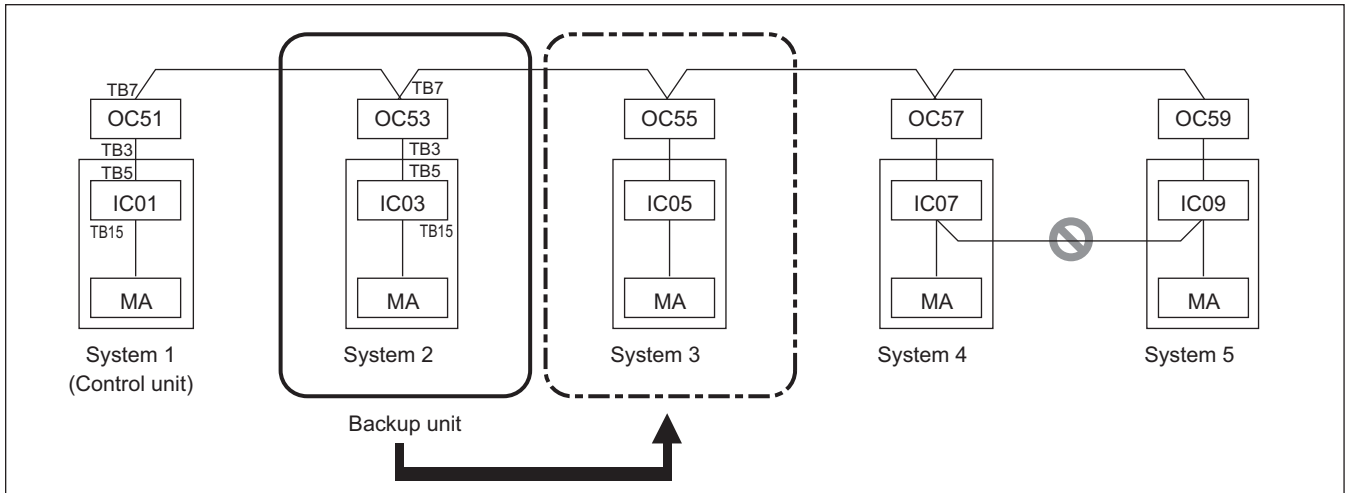 TB7
TB7
OC51
OC53
OC55
OC57
OC59
TB3
TB3
TB5
TB5
IC01
IC03
IC05
IC07
IC09
TB15
TB15
MA
MA
MA
MA
MA
System 1
(Control unit)
System 2
System 3
System 4
System 5
Backup unit